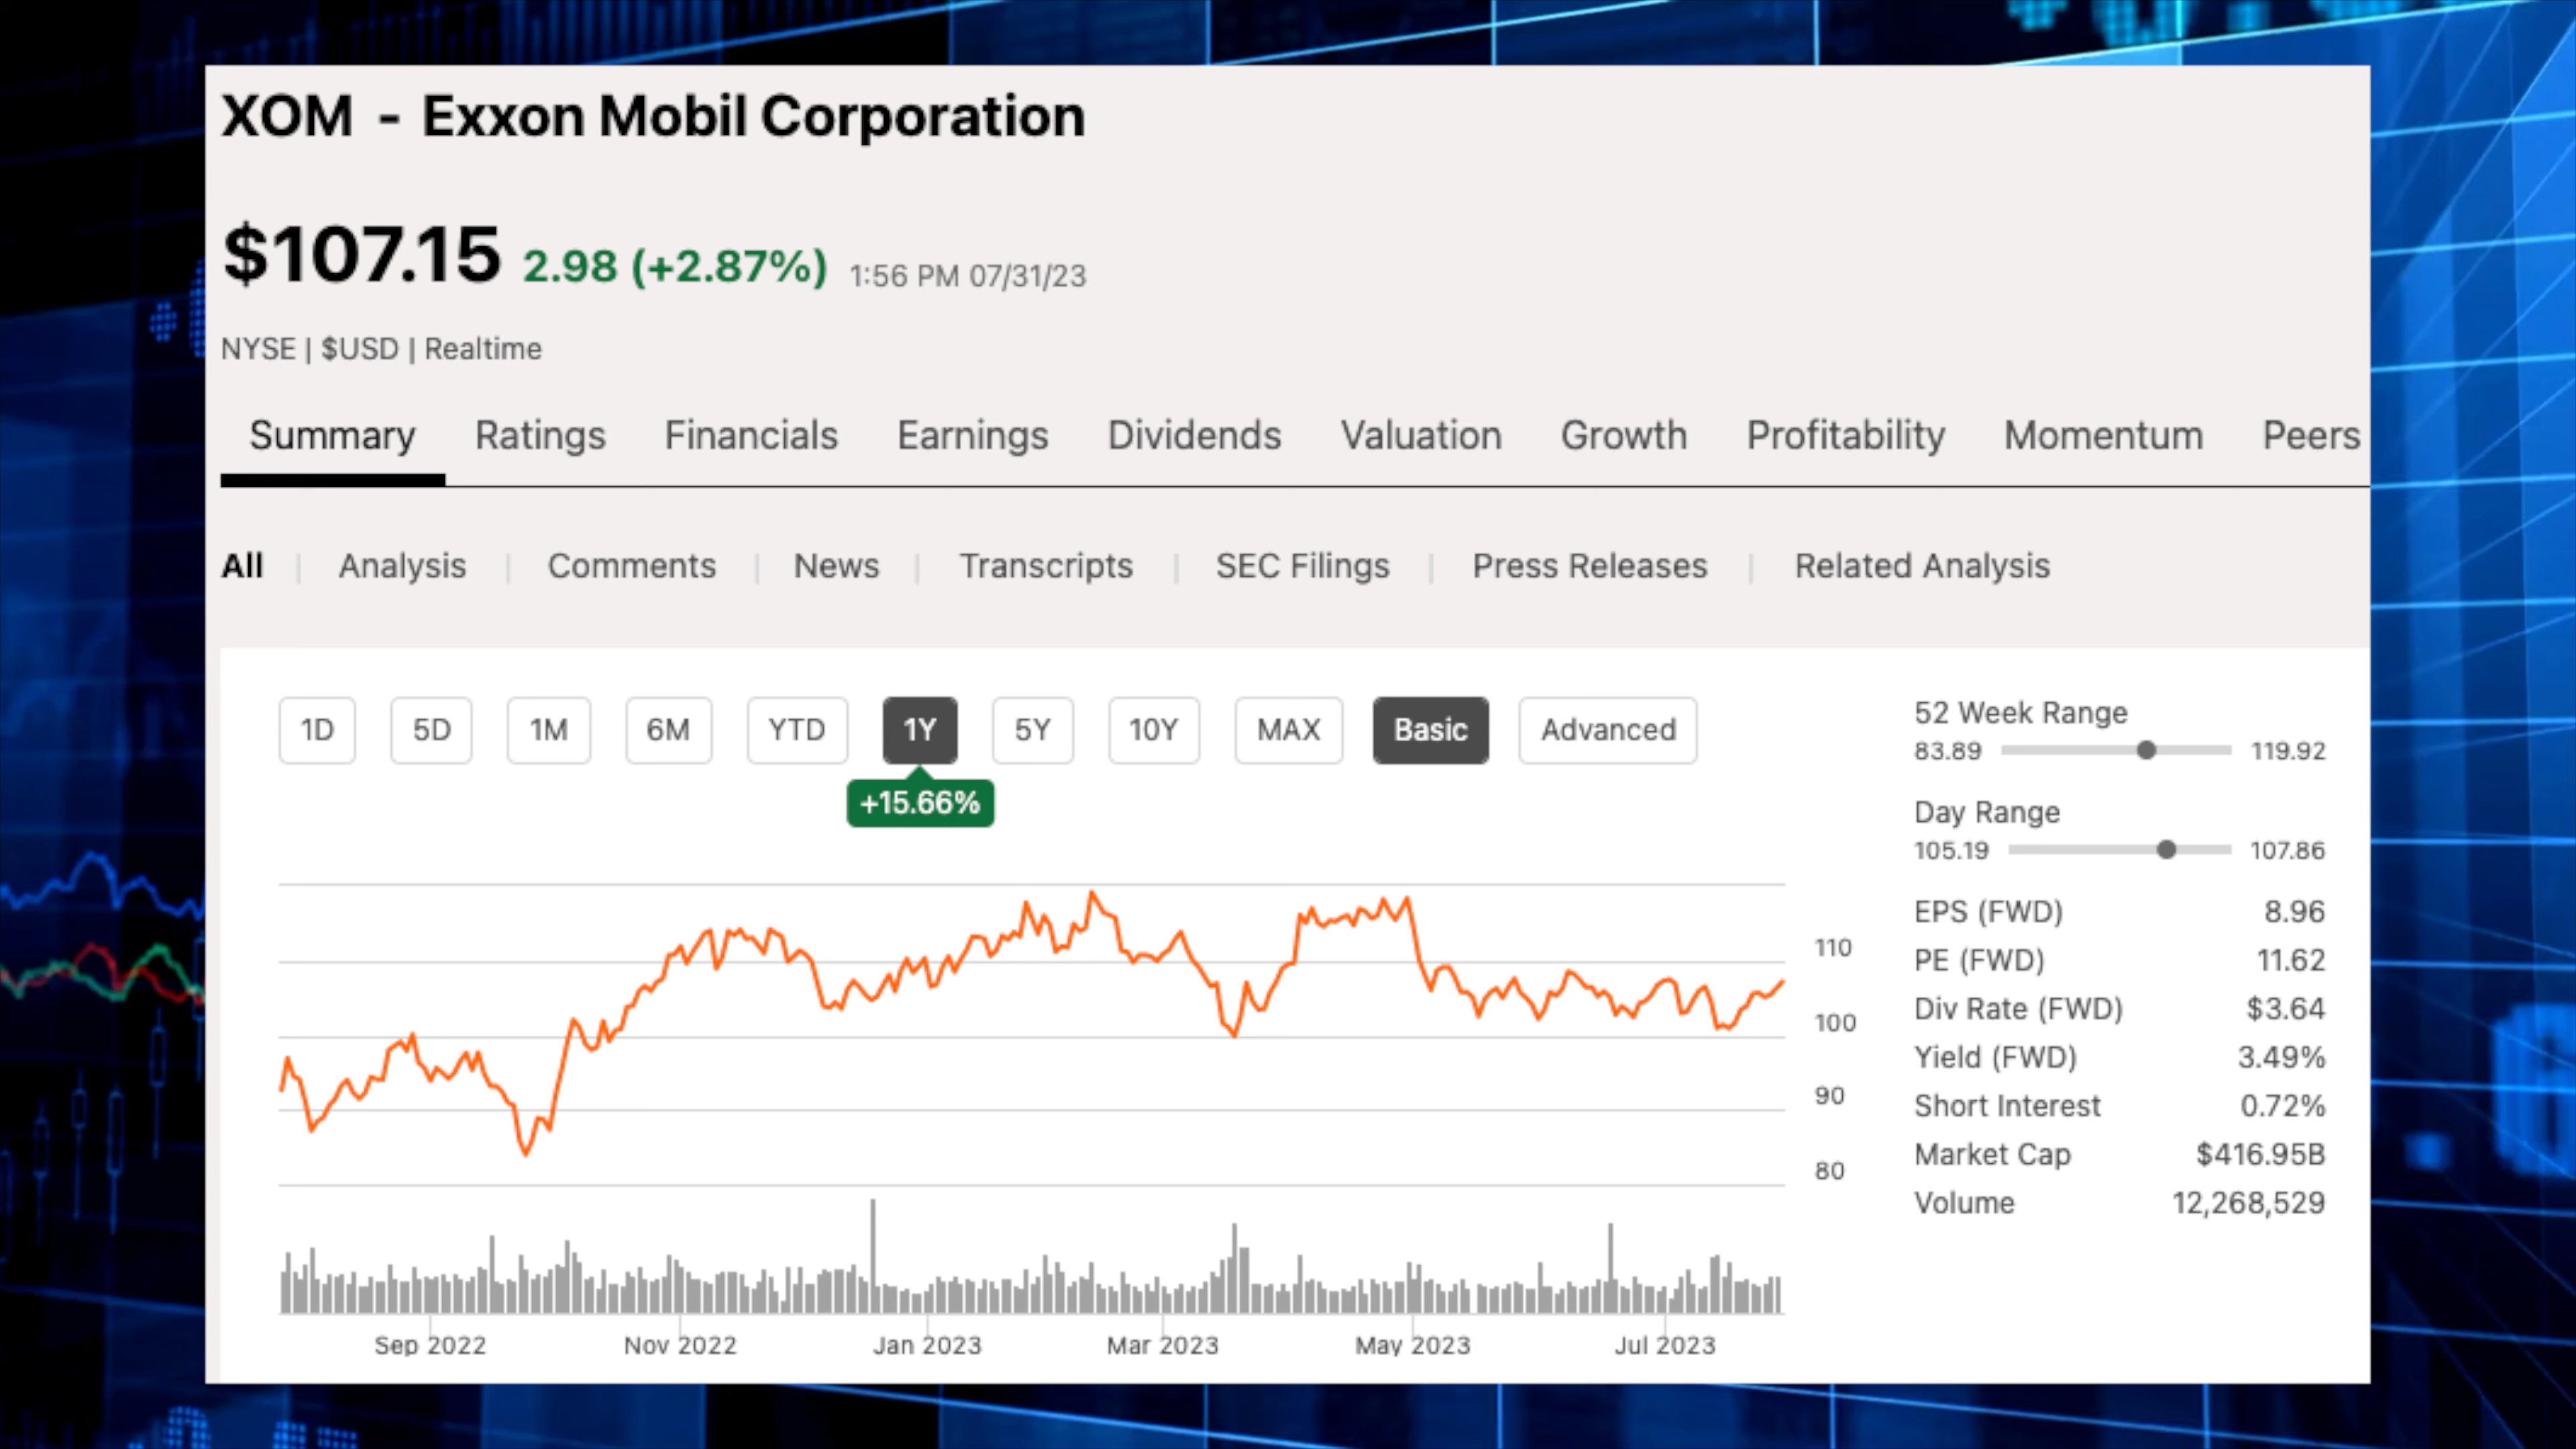 XOM - Exxon Mobil Corporation
$107.15 2.98 (+2.87%) 1:56 PM 07/31/23
NYSE | $USD | Realtime
Summary Ratings Financials Earnings Dividends Valuation Growth Profitability Momentum Peers
All | Analysis | Comments | News | Transcripts | SEC Filings | Press Releases | Related Analysis
1D 5D 1M 6M YTD 1Y 5Y 10Y MAX Basic Advanced
+15.66%
110
100
90
80
Sep 2022 Nov 2022 Jan 2023 Mar 2023 May 2023 Jul 2023
52 Week Range
83.89 119.92
Day Range
105.19 107.86
EPS (FWD) 8.96
PE (FWD) 11.62
Div Rate (FWD) $3.64
Yield (FWD) 3.49%
Short Interest 0.72%
Market Cap $416.95B
Volume 12,268,529